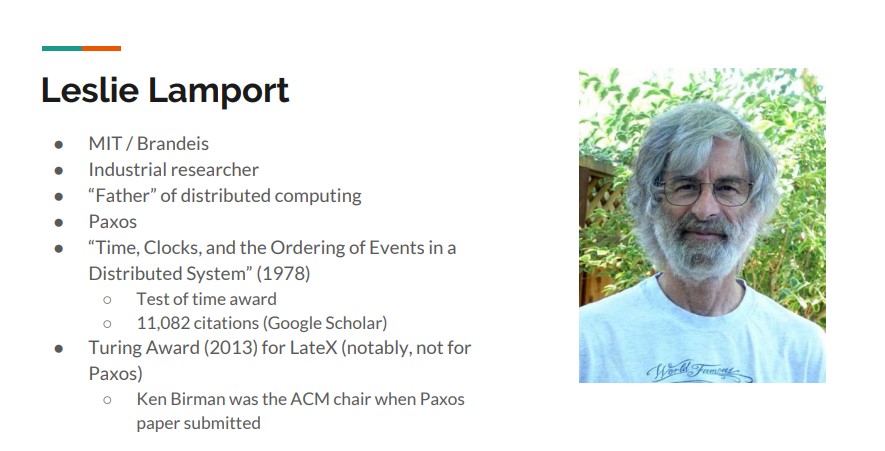 Leslie Lamport
● MIT / Brandeis
● Industrial researcher
● “Father” of distributed computing
● Paxos
● “Time, Clocks, and the Ordering of Events in a
Distributed System” (1978)
○ Test of time award
○ 11,082 citations (Google Scholar)
● Turing Award (2013) for LateX (notably, not for
Paxos)
○ Ken Birman was the ACM chair when Paxos
paper submitted
World Famous